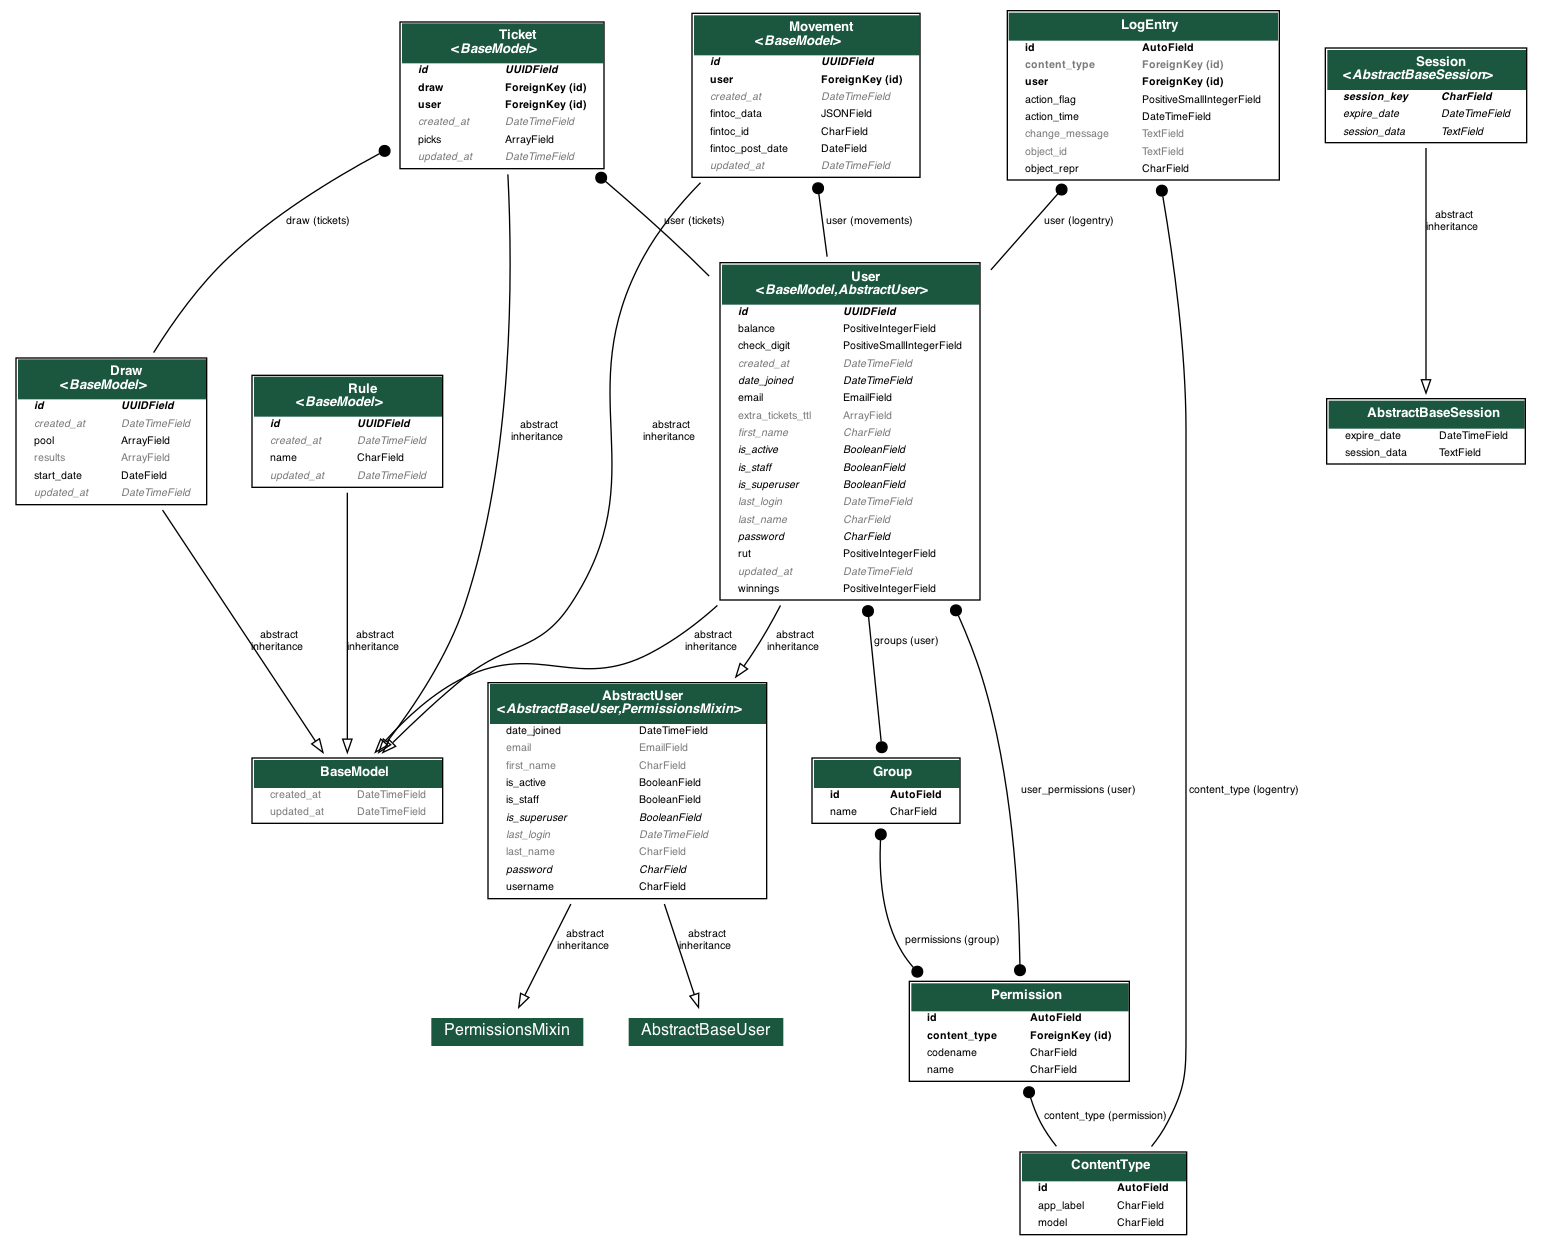 Ticket
<BaseModel>
id UUIDField
draw ForeignKey (id)
user ForeignKey (id)
created_at DateTimeField
picks ArrayField
updated_at DateTimeField
Movement
<BaseModel>
id UUIDField
user ForeignKey (id)
created_at DateTimeField
fintoc_data JSONField
fintoc_id CharField
fintoc_post_date DateField
updated_at DateTimeField
LogEntry
id AutoField
content_type ForeignKey (id)
user ForeignKey (id)
action_flag PositiveSmallIntegerField
action_time DateTimeField
change_message TextField
object_id TextField
object_repr CharField
Session
<AbstractBaseSession>
session_key CharField
expire_date DateTimeField
session_data TextField
draw (tickets)
user (tickets)
user (movements)
user (logentry)
abstract
inheritance
User
<BaseModel,AbstractUser>
id UUIDField
balance PositiveIntegerField
check_digit PositiveSmallIntegerField
created_at DateTimeField
date_joined DateTimeField
email EmailField
extra_tickets_ttl ArrayField
first_name CharField
is_active BooleanField
is_staff BooleanField
is_superuser BooleanField
last_login DateTimeField
last_name CharField
password CharField
rut PositiveIntegerField
updated_at DateTimeField
winnings PositiveIntegerField
Draw
<BaseModel>
id UUIDField
created_at DateTimeField
pool ArrayField
results ArrayField
start_date DateField
updated_at DateTimeField
Rule
<BaseModel>
id UUIDField
created_at DateTimeField
name CharField
updated_at DateTimeField
abstract
inheritance
abstract
inheritance
AbstractBaseSession
expire_date DateTimeField
session_data TextField
abstract
inheritance
abstract
inheritance
abstract
inheritance
abstract
inheritance
groups (user)
AbstractUser
<AbstractBaseUser,PermissionsMixin>
date_joined DateTimeField
email EmailField
first_name CharField
is_active BooleanField
is_staff BooleanField
is_superuser BooleanField
last_login DateTimeField
last_name CharField
password CharField
username CharField
BaseModel
created_at DateTimeField
updated_at DateTimeField
Group
id AutoField
name CharField
user_permissions (user)
content_type (logentry)
abstract
inheritance
abstract
inheritance
permissions (group)
PermissionsMixin
AbstractBaseUser
Permission
id AutoField
content_type ForeignKey (id)
codename CharField
name CharField
content_type (permission)
ContentType
id AutoField
app_label CharField
model CharField